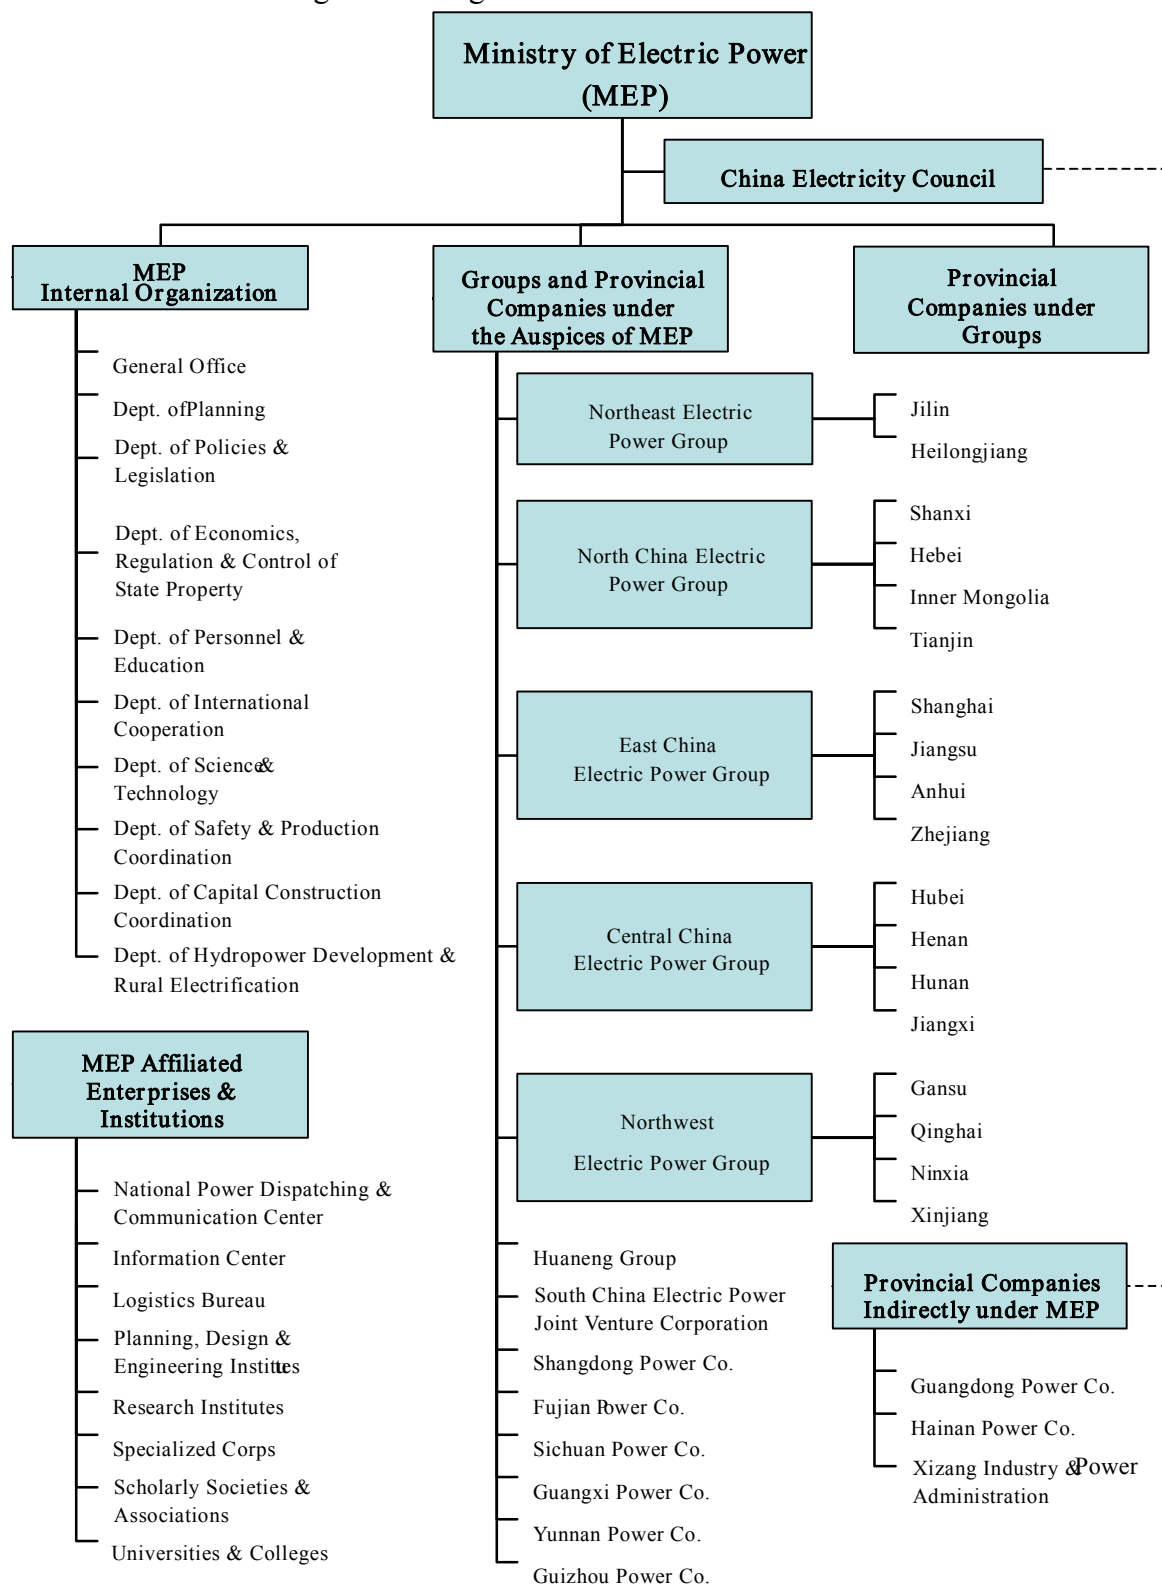 Ministry of Electric Power
(MEP)
China Electricity Council
MEP
Internal Organization
General Office
Dept. ofPlanning
Dept. of Policies &
Legislation
Dept. of Economics,
Regulation & Control of
State Property
Dept. of Personnel &
Education
Dept. of International
Cooperation
Dept. of Science&
Technology
Dept. of Safety & Production
Coordination
Dept. of Capital Construction
Coordination
Dept. of Hydropower Development &
Rural Electrification
MEP Affiliated
Enterprises &
Institutions
National Power Dispatching &
Communication Center
Information Center
Logistics Bureau
Planning, Design &
Engineering Institutes
Research Institutes
Specialized Corps
Scholarly Societies &
Associations
Universities & Colleges
Groups and Provincial
Companies under
the Auspices of MEP
Northeast Electric
Power Group
North China Electric
Power Group
East China
Electric Power Group
Central China
Electric Power Group
Northwest
Electric Power Group
Huaneng Group
South China Electric Power
Joint Venture Corporation
Shangdong Power Co.
Fujian Power Co.
Sichuan Power Co.
Guangxi Power Co.
Yunnan Power Co.
Guizhou Power Co.
Provincial
Companies under
Groups
Jilin
Heilongjiang
Shanxi
Hebei
Inner Mongolia
Tianjin
Shanghai
Jiangsu
Anhui
Zhejiang
Hubei
Henan
Hunan
Jiangxi
Gansu
Qinghai
Ninxia
Xinjiang
Provincial Companies
Indirectly under MEP
Guangdong Power Co.
Hainan Power Co.
Xizang Industry &Power
Administration